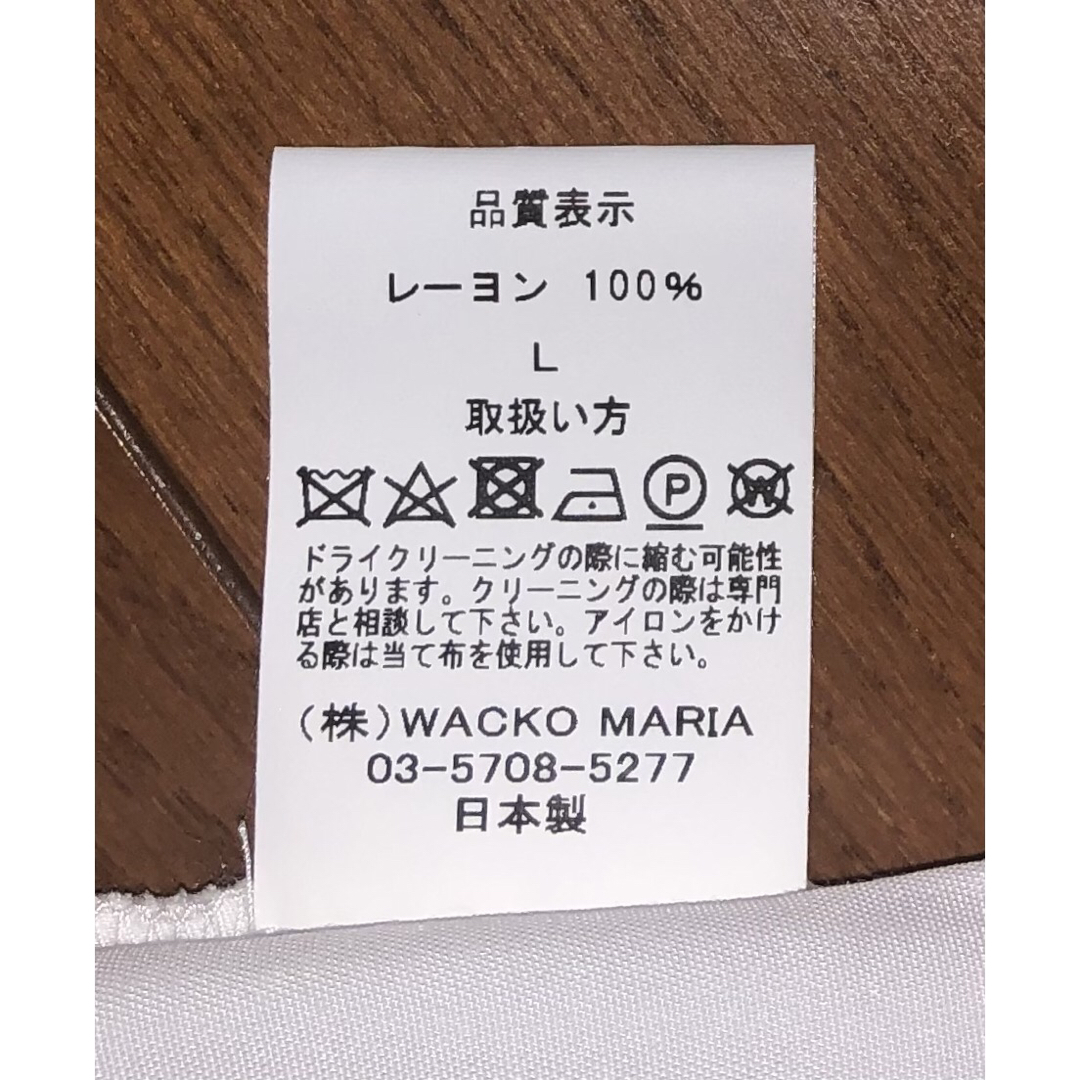 品質表示
レーヨン 100%
L
取扱い方
P W
ドライクリーニングの際に縮む可能性
があります。クリーニングの際は専門
店と相談して下さい。アイロンをかけ
る際は当て布を使用して下さい。
(株)WACKO MARIA
03-5708-5277
日本製